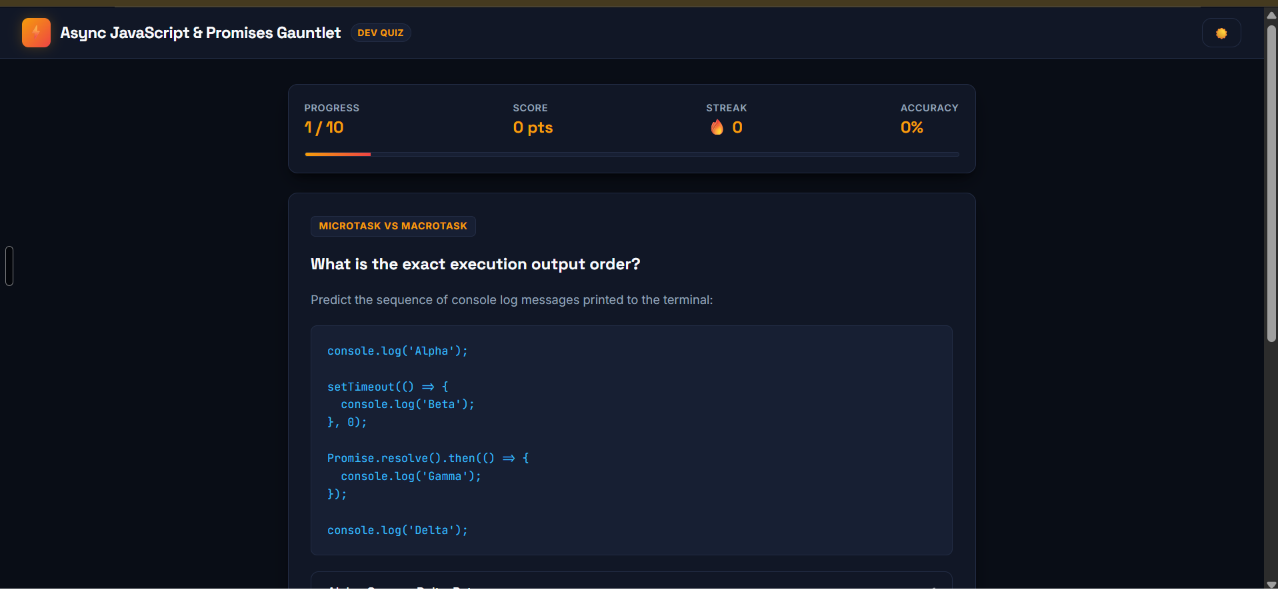 Async JavaScript & Promises Gauntlet DEV QUIZ
PROGRESS SCORE STREAK ACCURACY
1 / 10 0 pts 🔥 0 0%
MICROTASK VS MACROTASK
What is the exact execution output order?
Predict the sequence of console log messages printed to the terminal:
console.log('Alpha');
setTimeout(() => {
console.log('Beta');
}, 0);
Promise.resolve().then(() => {
console.log('Gamma');
});
console.log('Delta');